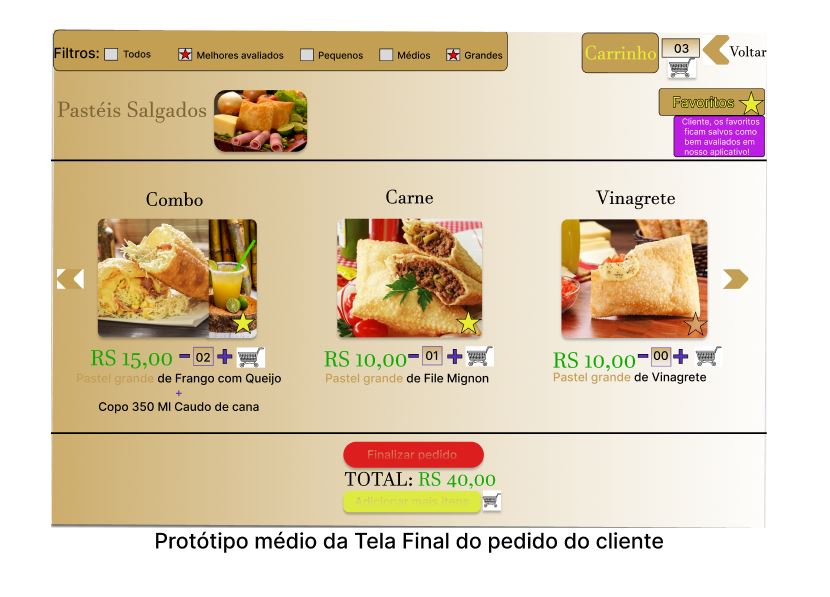 Filtros: Todos Melhores avaliados Pequenos Médios Grandes
Carrinho 03 Voltar
Pastéis Salgados
Favoritos
Cliente, os favoritos
ficam salvos como
bem avaliados em
nosso aplicativo!
Combo Carne Vinagrete
RS 15,00 - 02 + RS 10,00 - 01 + RS 10,00 - 00 +
Pastel grande de Frango com Queijo Pastel grande de File Mignon Pastel grande de Vinagrete
+
Copo 350 Ml Caudo de cana
Finalizar pedido
TOTAL: RS 40,00
Adicionar mais itens
Protótipo médio da Tela Final do pedido do cliente